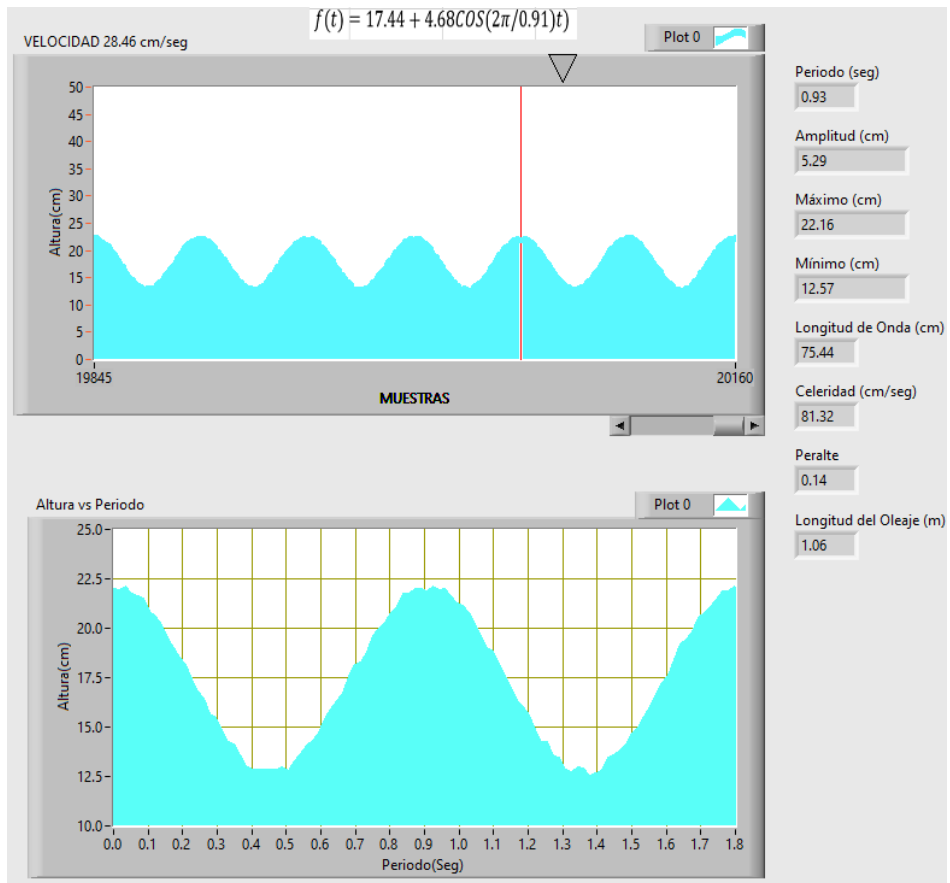 f(t) = 17.44 + 4.68COS(2π/0.91)t)
VELOCIDAD 28.46 cm/seg
Plot 0
Altura(cm)
50
45
40
35
30
25
20
15
10
5
0
19845
20160
MUESTRAS
Periodo (seg)
0.93
Amplitud (cm)
5.29
Máximo (cm)
22.16
Mínimo (cm)
12.57
Longitud de Onda (cm)
75.44
Celeridad (cm/seg)
81.32
Peralte
0.14
Longitud del Oleaje (m)
1.06
Altura vs Periodo
Plot 0
Altura(cm)
25.0
22.5
20.0
17.5
15.0
12.5
10.0
0.0 0.1 0.2 0.3 0.4 0.5 0.6 0.7 0.8 0.9 1.0 1.1 1.2 1.3 1.4 1.5 1.6 1.7 1.8
Periodo(Seg)